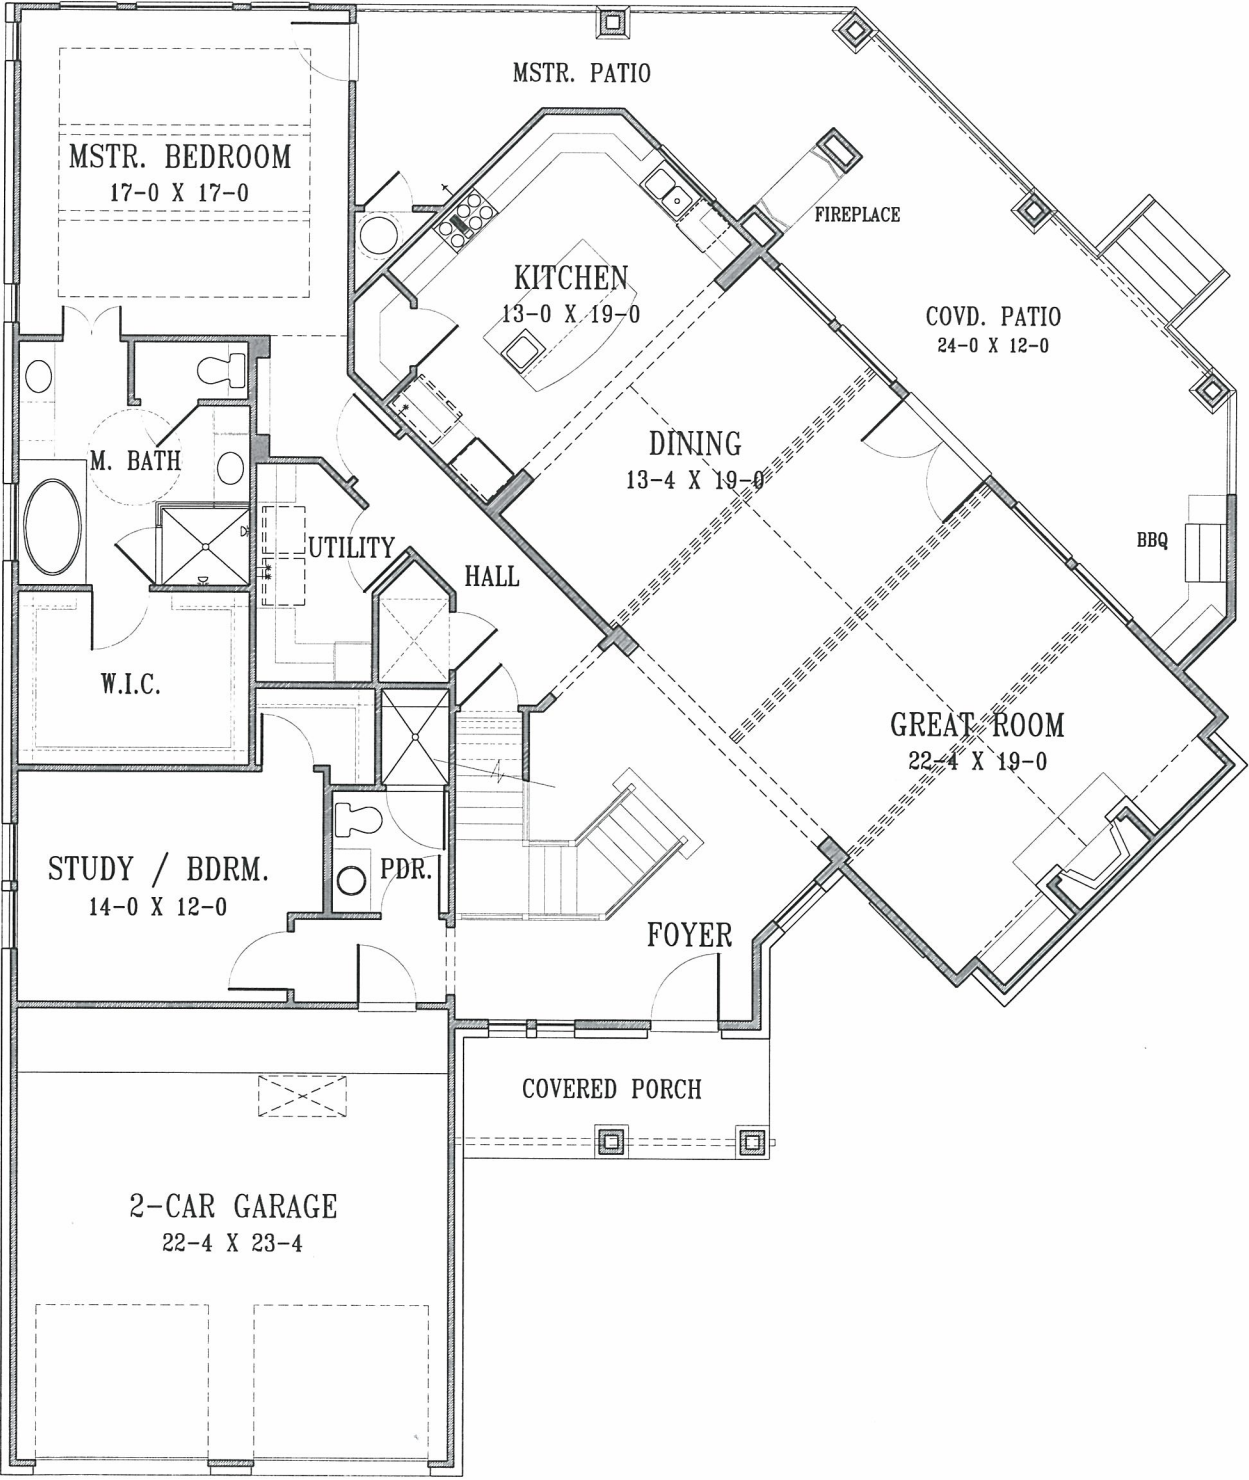 MSTR. PATIO
MSTR. BEDROOM
17-0 X 17-0
FIREPLACE
KITCHEN
13-0 X 19-0
COVD. PATIO
24-0 X 12-0
DINING
13-4 X 19-0
M. BATH
UTILITY
HALL
BBQ
W.I.C.
GREAT ROOM
22-4 X 19-0
STUDY / BDRM.
14-0 X 12-0
PDR.
FOYER
COVERED PORCH
2-CAR GARAGE
22-4 X 23-4